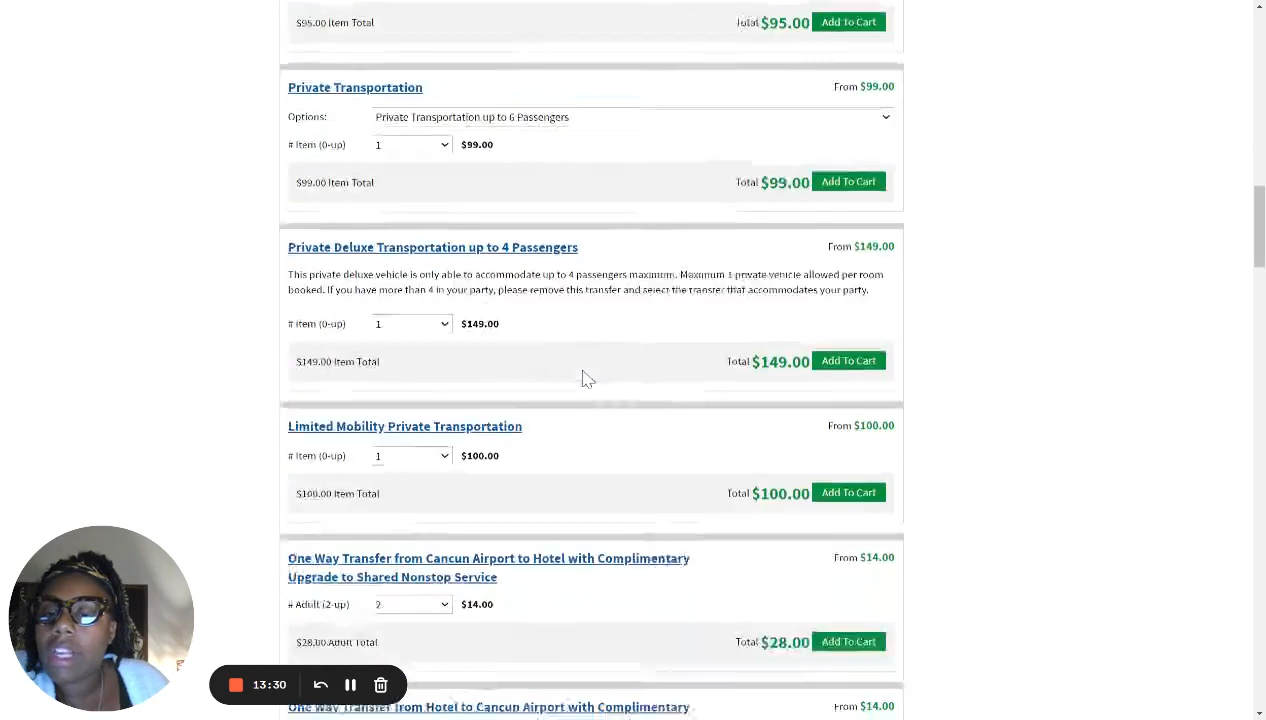 $95.00 Item Total Total $95.00 Add To Cart
Private Transportation From $99.00
Options: Private Transportation up to 6 Passengers
# Item (0-up) 1 $99.00
$99.00 Item Total Total $99.00 Add To Cart
Private Deluxe Transportation up to 4 Passengers From $149.00
This private deluxe vehicle is only able to accommodate up to 4 passengers maximum. Maximum 1 private vehicle allowed per room
booked. If you have more than 4 in your party, please remove this transfer and select the transfer that accommodates your party.
# Item (0-up) 1 $149.00
$149.00 Item Total Total $149.00 Add To Cart
Limited Mobility Private Transportation From $100.00
# Item (0-up) 1 $100.00
$100.00 Item Total Total $100.00 Add To Cart
One Way Transfer from Cancun Airport to Hotel with Complimentary From $14.00
Upgrade to Shared Nonstop Service
# Adult (2-up) 2 $14.00
$28.00 Adult Total Total $28.00 Add To Cart
13:30
One Way Transfer from Hotel to Cancun Airport with Complimentary From $14.00